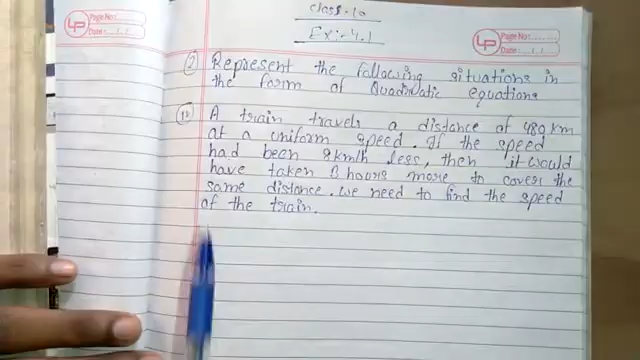 Class-10
Ex:-4.1
LP Page No:
Date:
LP Page No:
Date:
② Represent the following situations in
the form of Quadratic equations
(iv) A train travels a distance of 480 km
at a uniform speed. If the speed
had been 8km/h less, then it would
have taken 3 hours more to cover the
same distance. we need to find the speed
of the train.